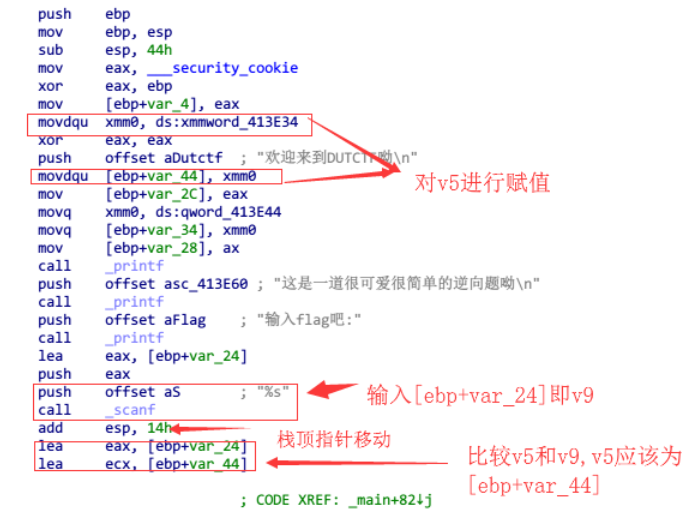 push ebp
mov ebp, esp
sub esp, 44h
mov eax, ___security_cookie
xor eax, ebp
mov [ebp+var_4], eax
movdqu xmm0, ds:xmmword_413E34
xor eax, eax
push offset aDutctf ; "欢迎来到DUTCTF呦\n"
movdqu [ebp+var_44], xmm0
对v5进行赋值
mov [ebp+var_2C], eax
movq xmm0, ds:qword_413E44
movq [ebp+var_34], xmm0
mov [ebp+var_28], ax
call _printf
push offset asc_413E60 ; "这是一道很可爱很简单的逆向题呦\n"
call _printf
push offset aFlag ; "输入flag吧:"
call _printf
lea eax, [ebp+var_24]
push eax
push offset aS ; "%s"
输入[ebp+var_24]即v9
call _scanf
add esp, 14h
栈顶指针移动
lea eax, [ebp+var_24]
lea ecx, [ebp+var_44]
比较v5和v9,v5应该为
[ebp+var_44]
; CODE XREF: _main+82↓j